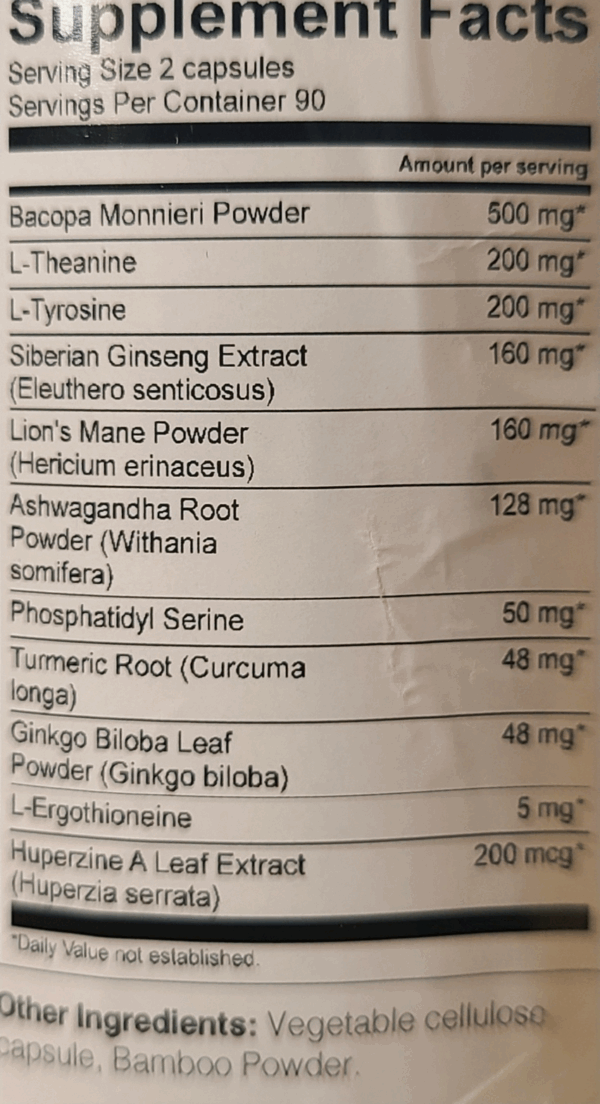 Supplement Facts
Serving Size 2 capsules
Servings Per Container 90
Amount per serving
Bacopa Monnieri Powder 500 mg*
L-Theanine 200 mg*
L-Tyrosine 200 mg*
Siberian Ginseng Extract 160 mg*
(Eleuthero senticosus)
Lion's Mane Powder 160 mg*
(Hericium erinaceus)
Ashwagandha Root 128 mg*
Powder (Withania
somifera)
Phosphatidyl Serine 50 mg*
Turmeric Root (Curcuma 48 mg*
longa)
Ginkgo Biloba Leaf 48 mg*
Powder (Ginkgo biloba)
L-Ergothioneine 5 mg*
Huperzine A Leaf Extract 200 mcg*
(Huperzia serrata)
*Daily Value not established.
Other Ingredients: Vegetable cellulose
capsule, Bamboo Powder.